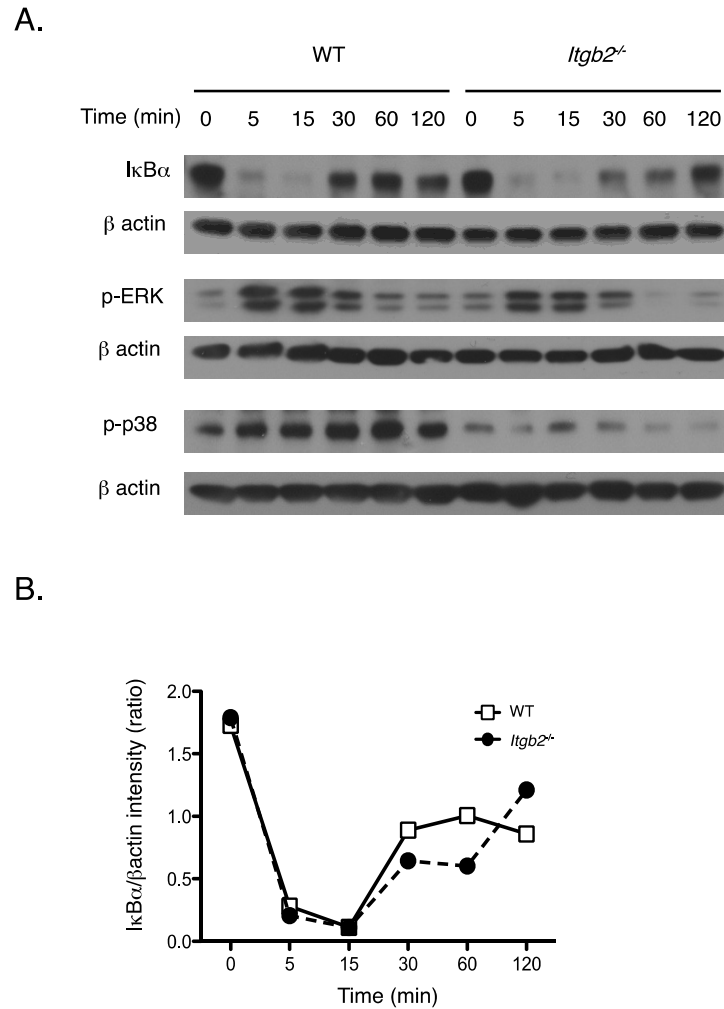 A.
WT Itgb2-/-
Time (min) 0 5 15 30 60 120 0 5 15 30 60 120
IκBα
β actin
p-ERK
β actin
p-p38
β actin
B.
IκBα/βactin intensity (ratio)
2.0
1.5
1.0
0.5
0.0
WT
Itgb2-/-
0 5 15 30 60 120
Time (min)